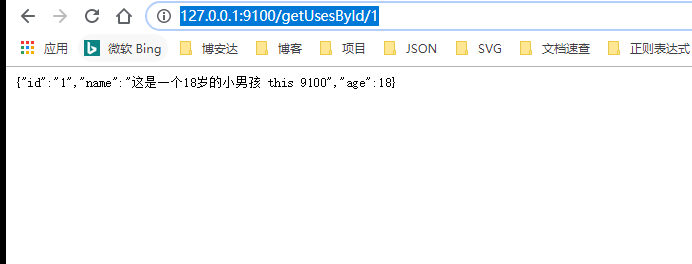 127.0.0.1:9100/getUsesById/1
应用 微软 Bing 博安达 博客 项目 JSON SVG 文档速查 正则表达式
{"id":"1","name":"这是一个18岁的小男孩 this 9100","age":18}